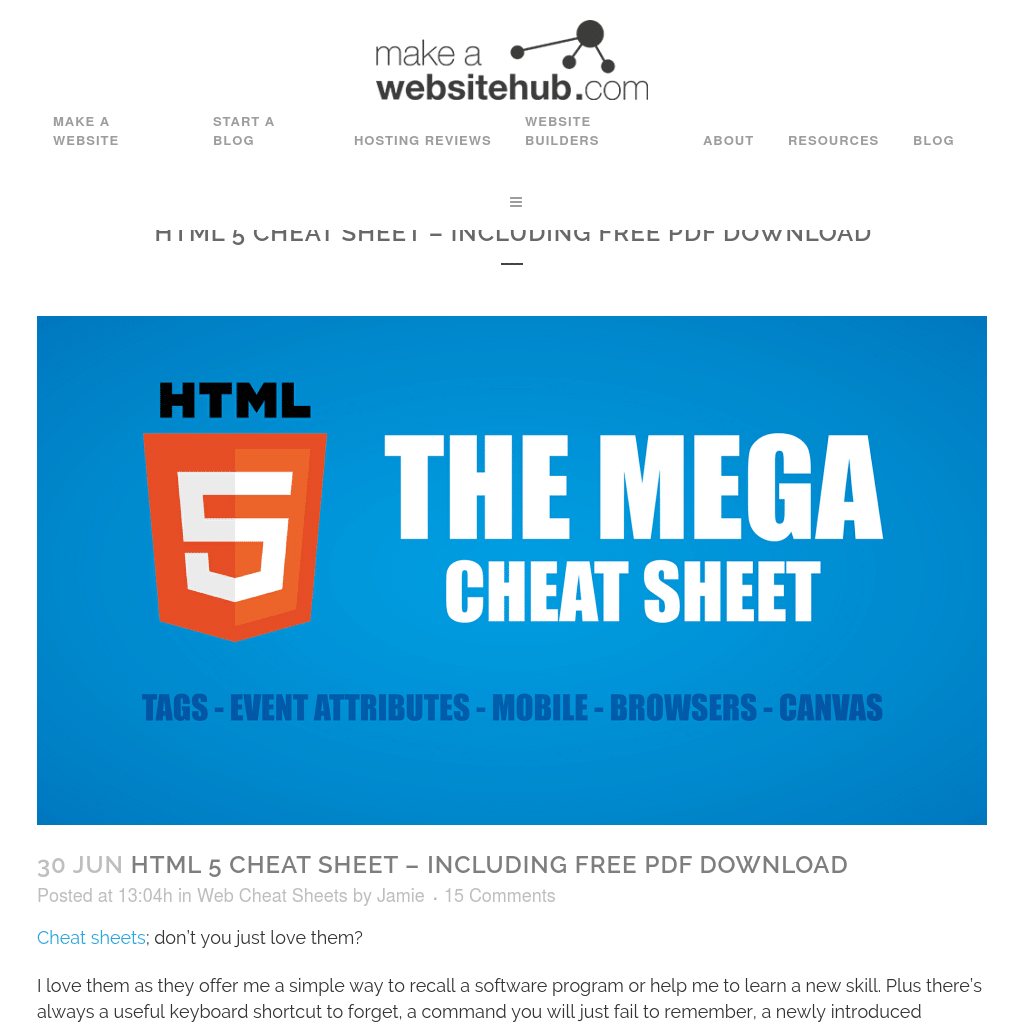 make a
websitehub.com
MAKE A
WEBSITE
START A
BLOG
HOSTING REVIEWS
WEBSITE
BUILDERS
ABOUT
RESOURCES
BLOG
HTML 5 CHEAT SHEET – INCLUDING FREE PDF DOWNLOAD
HTML
5
THE MEGA
CHEAT SHEET
TAGS - EVENT ATTRIBUTES - MOBILE - BROWSERS - CANVAS
30 JUN HTML 5 CHEAT SHEET – INCLUDING FREE PDF DOWNLOAD
Posted at 13:04h in Web Cheat Sheets by Jamie · 15 Comments
Cheat sheets; don’t you just love them?
I love them as they offer me a simple way to recall a software program or help me to learn a new skill. Plus there’s
always a useful keyboard shortcut to forget, a command you will just fail to remember, a newly introduced